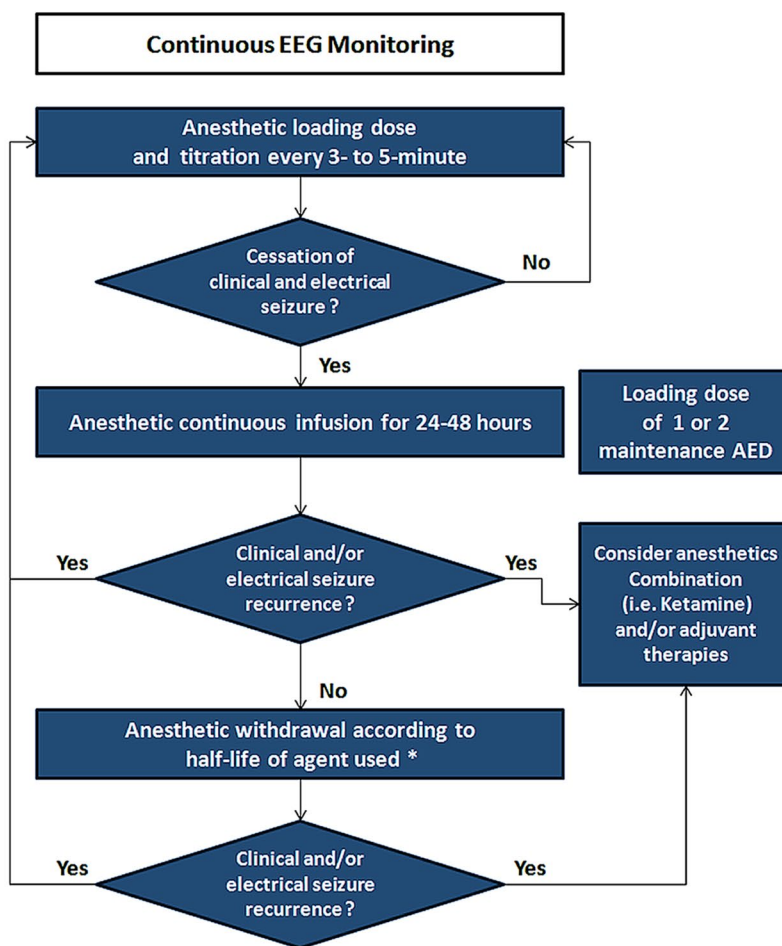 Continuous EEG Monitoring
Anesthetic loading dose
and titration every 3- to 5-minute
Cessation of
clinical and electrical
seizure ?
No
Yes
Anesthetic continuous infusion for 24-48 hours
Loading dose
of 1 or 2
maintenance AED
Yes
Clinical and/or
electrical seizure
recurrence ?
Yes
Consider anesthetics
Combination
(i.e. Ketamine)
and/or adjuvant
therapies
No
Anesthetic withdrawal according to
half-life of agent used *
Yes
Clinical and/or
electrical seizure
recurrence ?
Yes